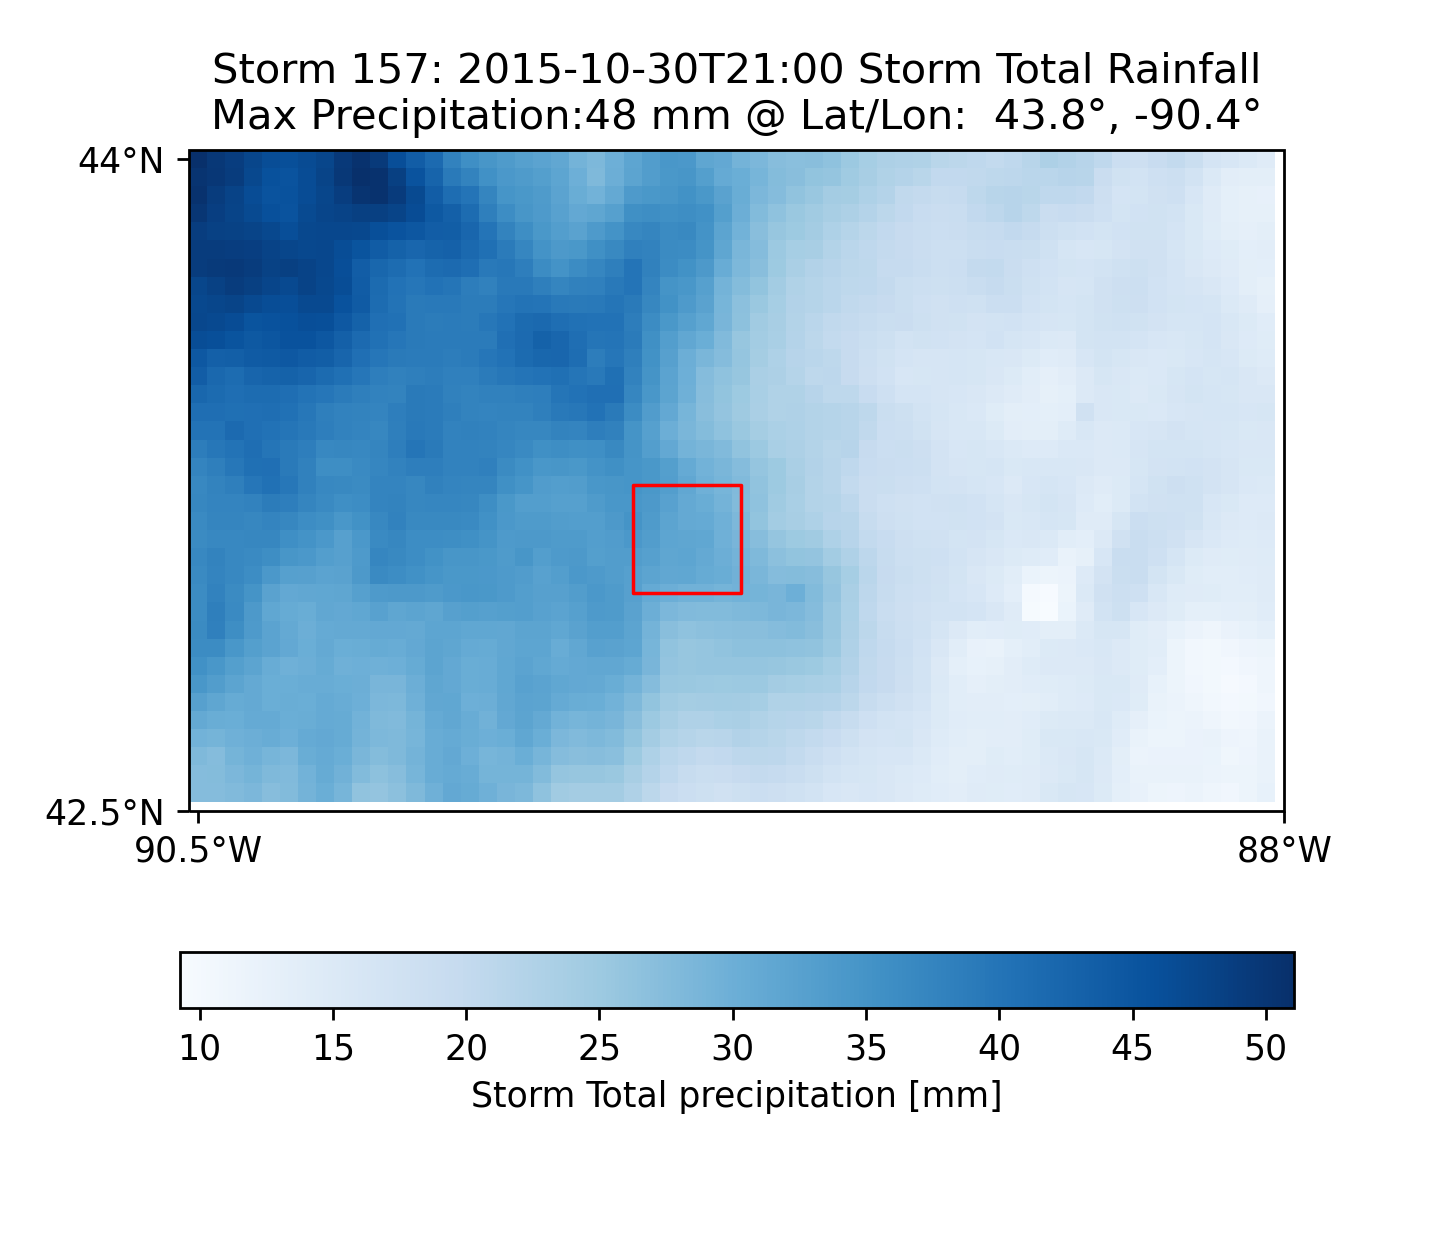 Storm 157: 2015-10-30T21:00 Storm Total Rainfall
Max Precipitation:48 mm @ Lat/Lon:  43.8°, -90.4°
44°N
42.5°N
90.5°W 88°W
10 15 20 25 30 35 40 45 50
Storm Total precipitation [mm]